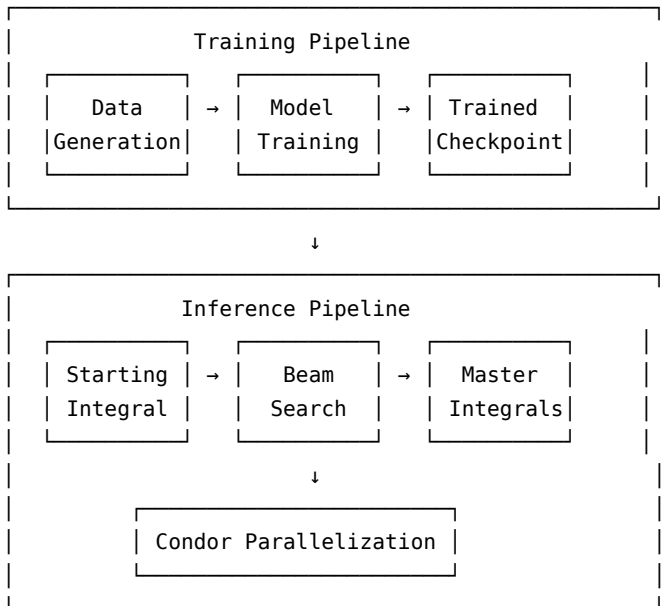 Training Pipeline
Data → Model → Trained
Generation Training Checkpoint
↓
Inference Pipeline
Starting → Beam → Master
Integral Search Integrals
↓
Condor Parallelization